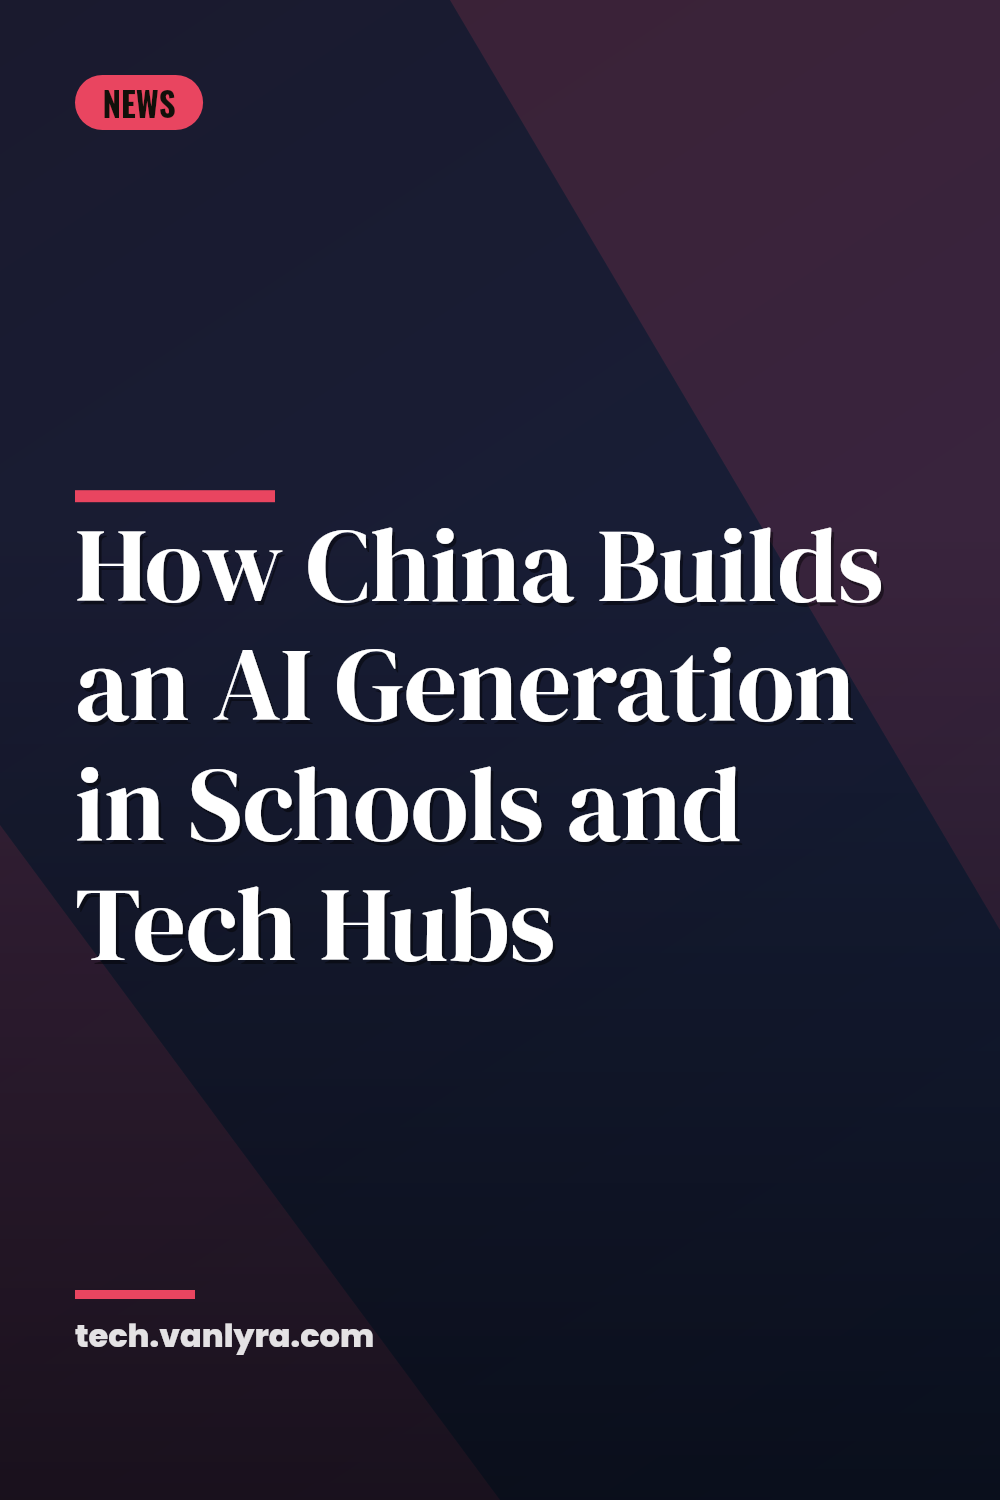 NEWS
How China Builds
an AI Generation
in Schools and
Tech Hubs
tech.vanlyra.com